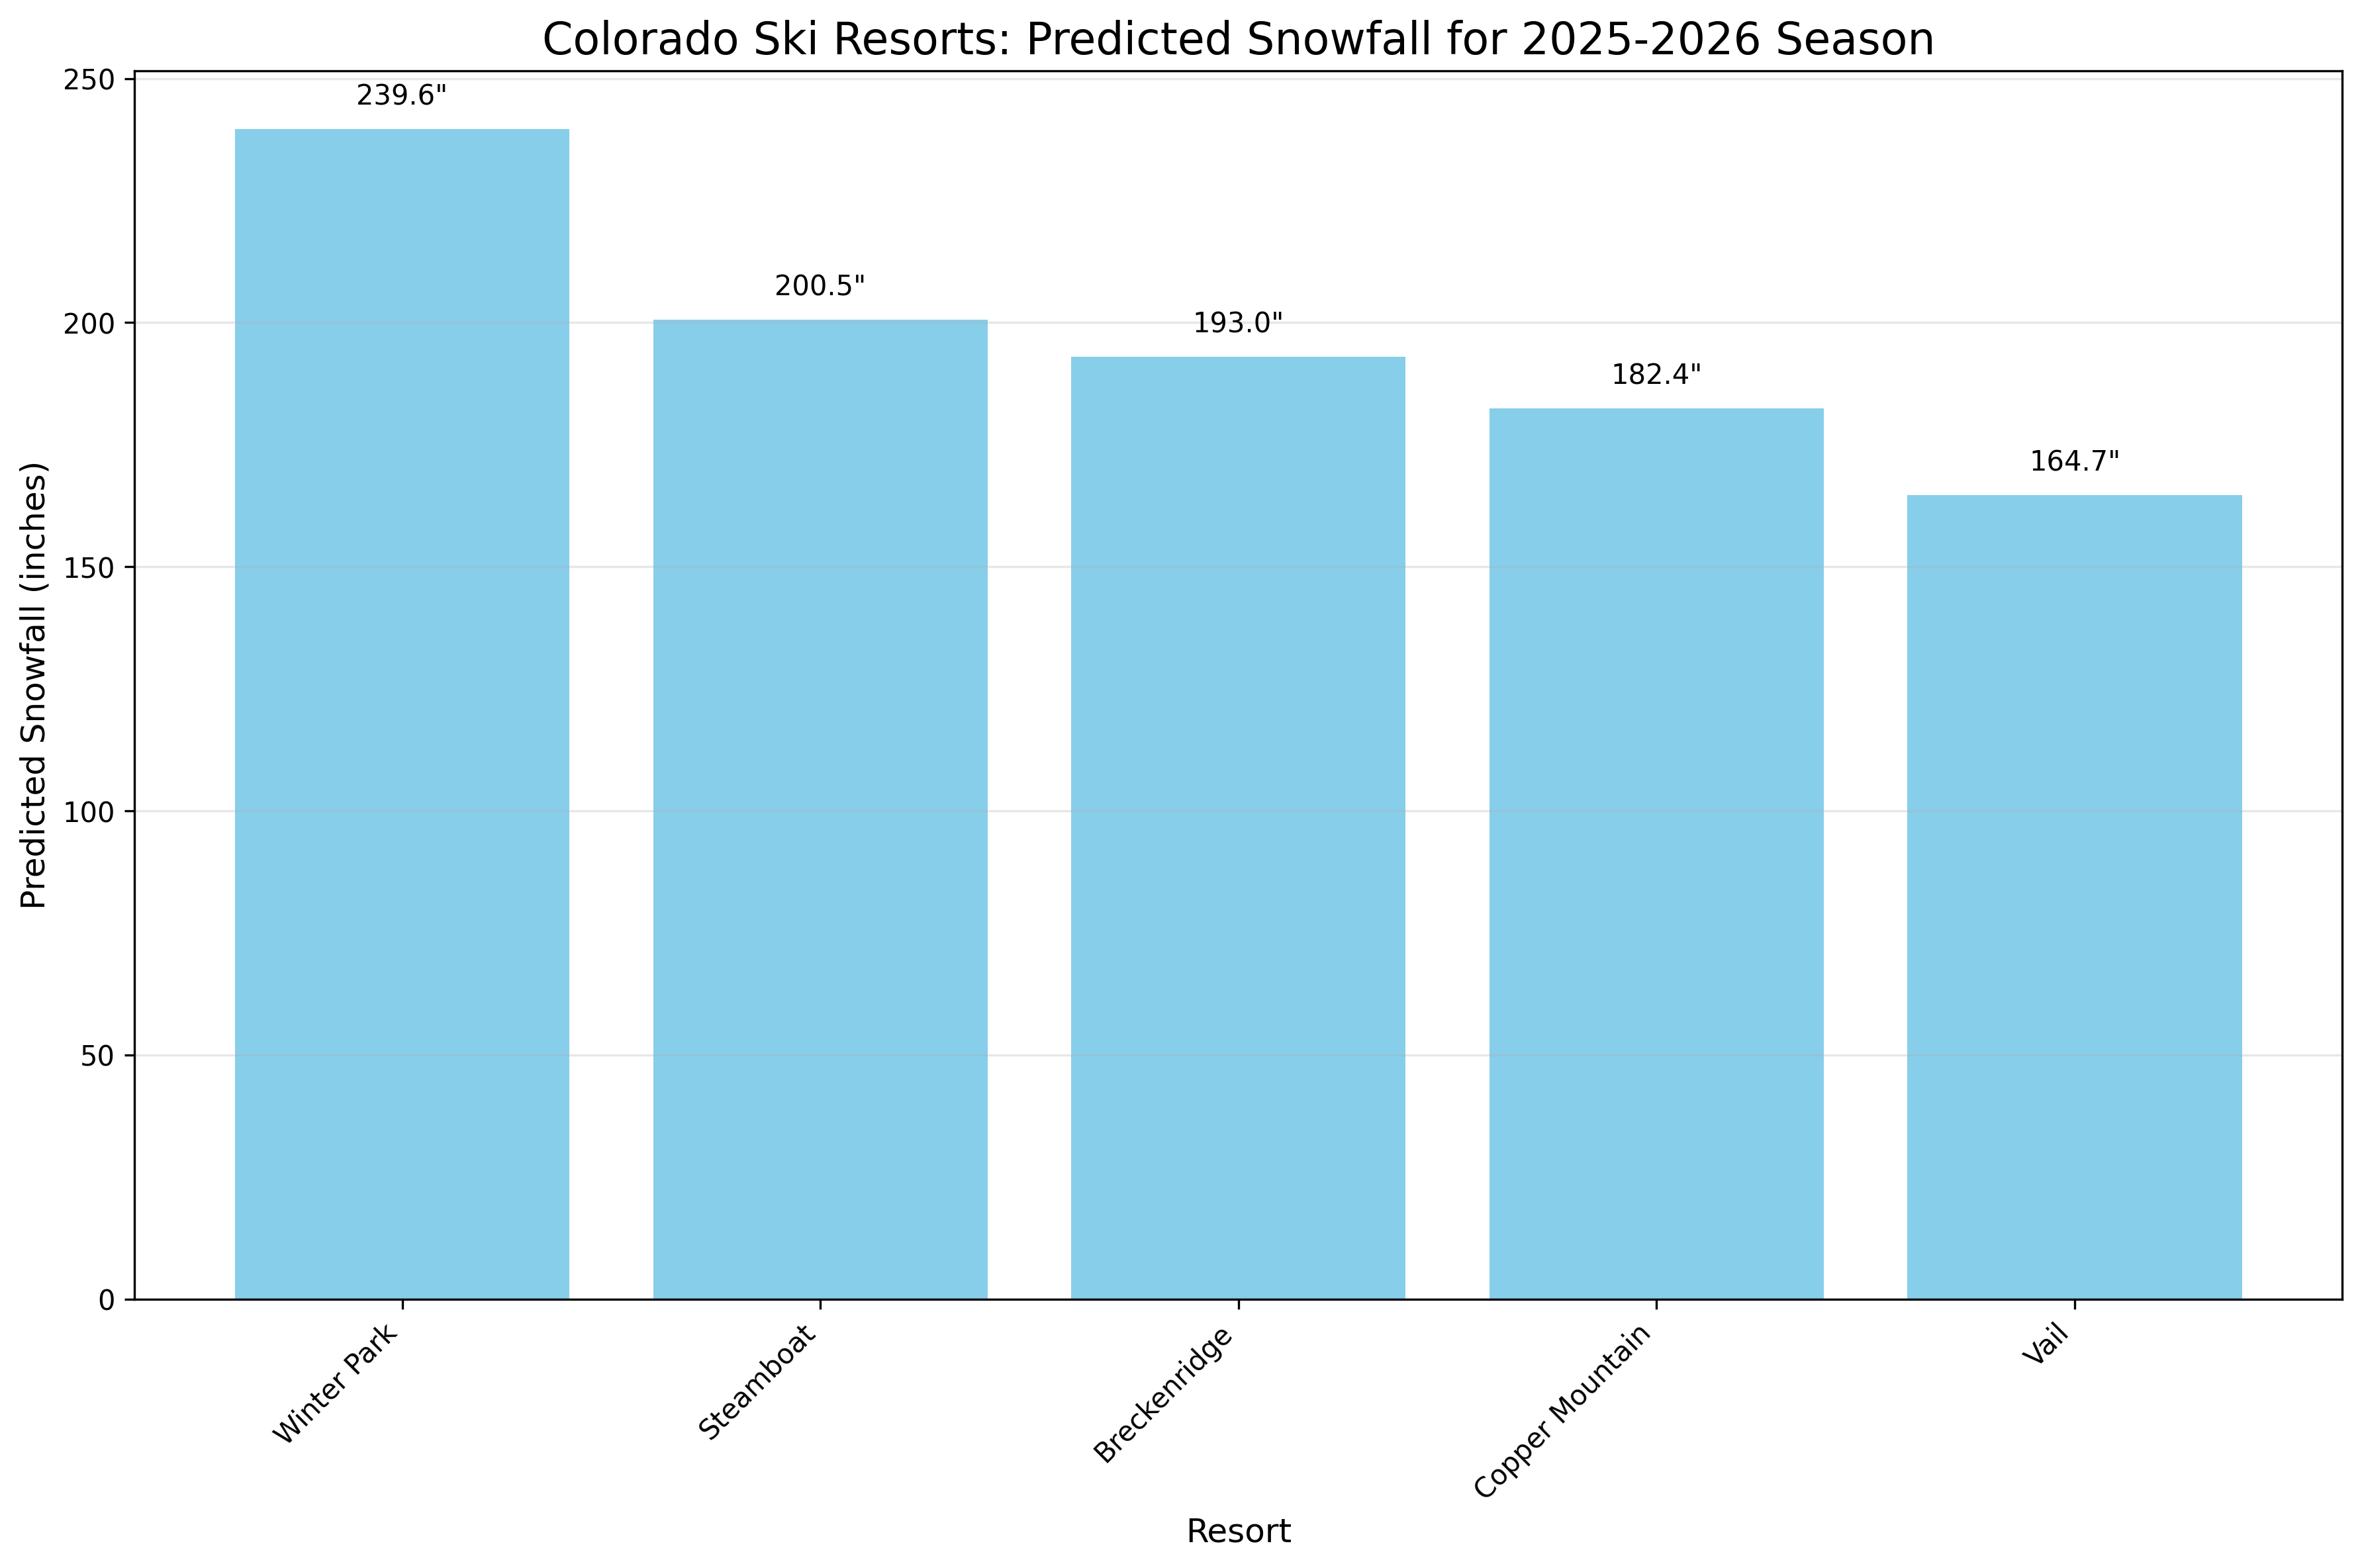 Colorado Ski Resorts: Predicted Snowfall for 2025-2026 Season
Predicted Snowfall (inches)
250
200
150
100
50
0
239.6"
200.5"
193.0"
182.4"
164.7"
Winter Park
Steamboat
Breckenridge
Copper Mountain
Vail
Resort